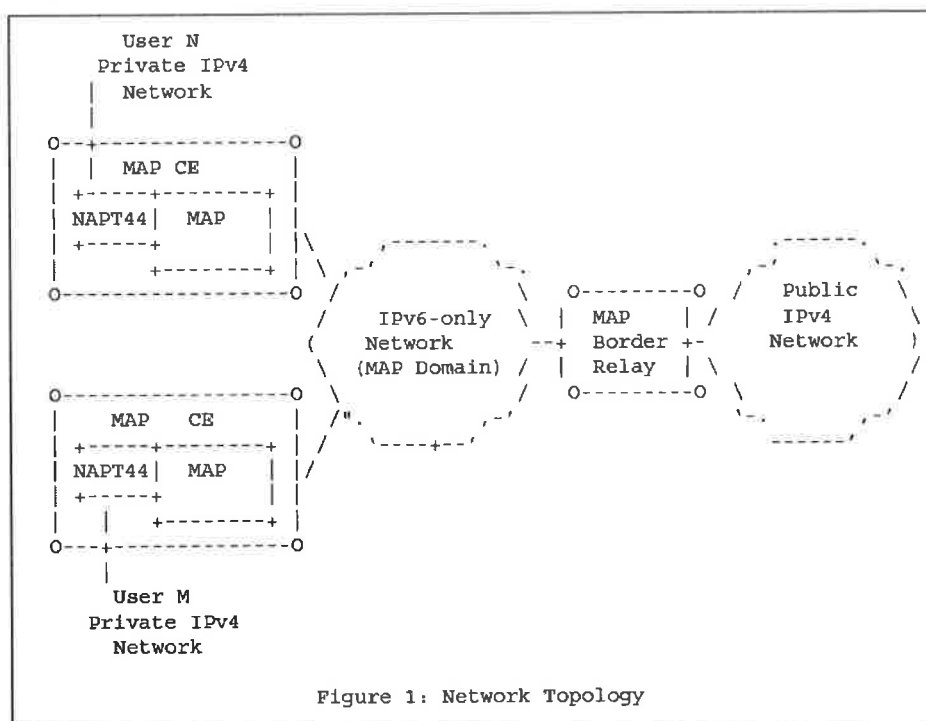 User N
Private IPv4
Network
MAP CE
NAPT44 MAP
IPv6-only
Network
(MAP Domain)
MAP
Border
Relay
Public
IPv4
Network
MAP CE
NAPT44 MAP
User M
Private IPv4
Network
Figure 1: Network Topology